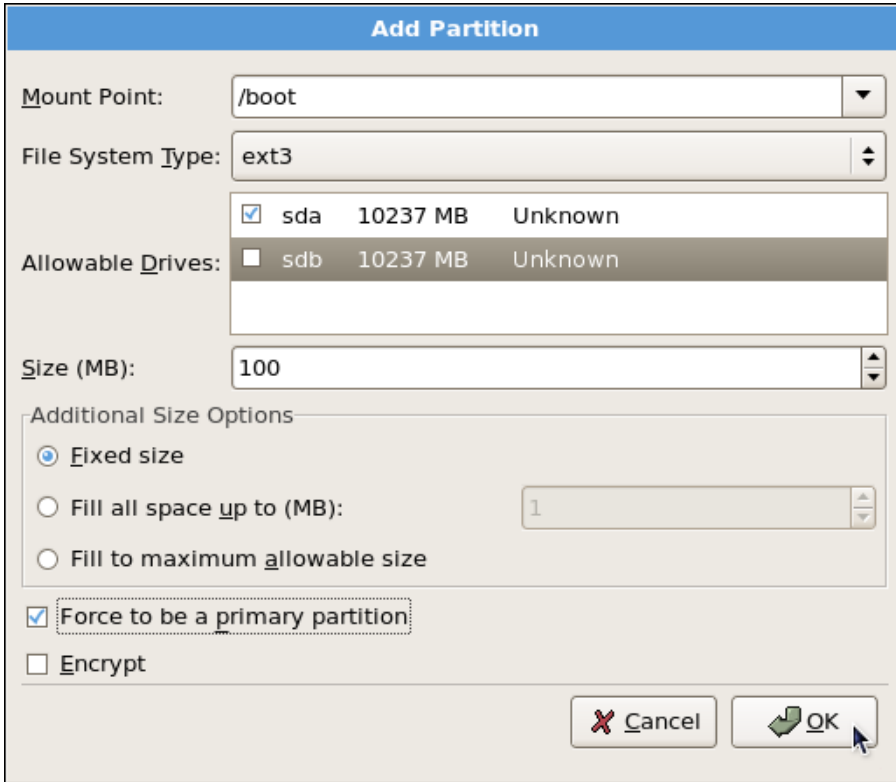 Add Partition
Mount Point: /boot
File System Type: ext3
sda 10237 MB Unknown
Allowable Drives: sdb 10237 MB Unknown
Size (MB): 100
Additional Size Options
Fixed size
Fill all space up to (MB): 1
Fill to maximum allowable size
Force to be a primary partition
Encrypt
Cancel OK